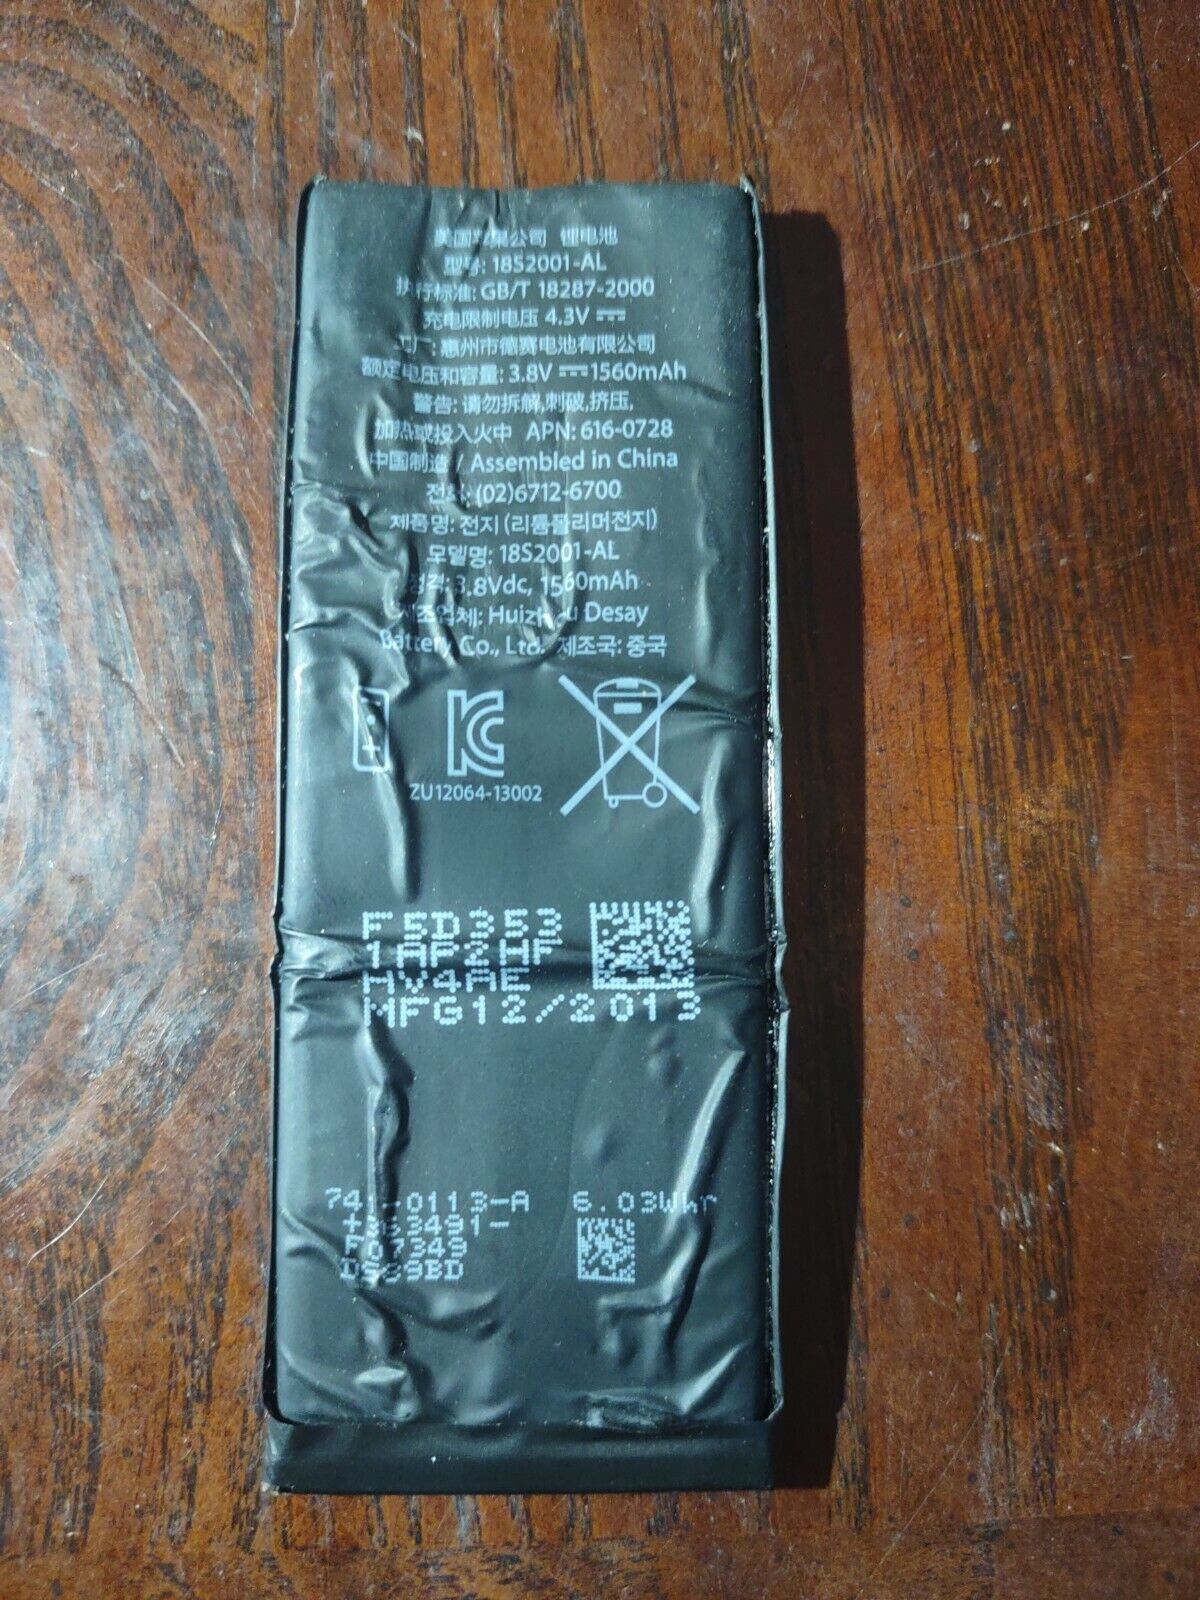 美国苹果公司 锂电池
型号: 18S2001-AL
执行标准: GB/T 18287-2000
充电限制电压 4.3V
工厂: 惠州市德赛电池有限公司
额定电压和容量: 3.8V 1560mAh
警告: 请勿拆解,刺破,挤压,
加热或投入火中 APN: 616-0728
中国制造 / Assembled in China
전화: (02)6712-6700
제품명: 전지 (리튬폴리머전지)
모델명: 18S2001-AL
정격: 3.8Vdc, 1560mAh
제조업체: Huizhou Desay
Battery Co., Ltd. 제조국: 중국
ZU12064-13002
F5D353
1AP2HF
HV4AE
MFG12/2013
741-0113-A 6.03Whr
+353491-
F07349